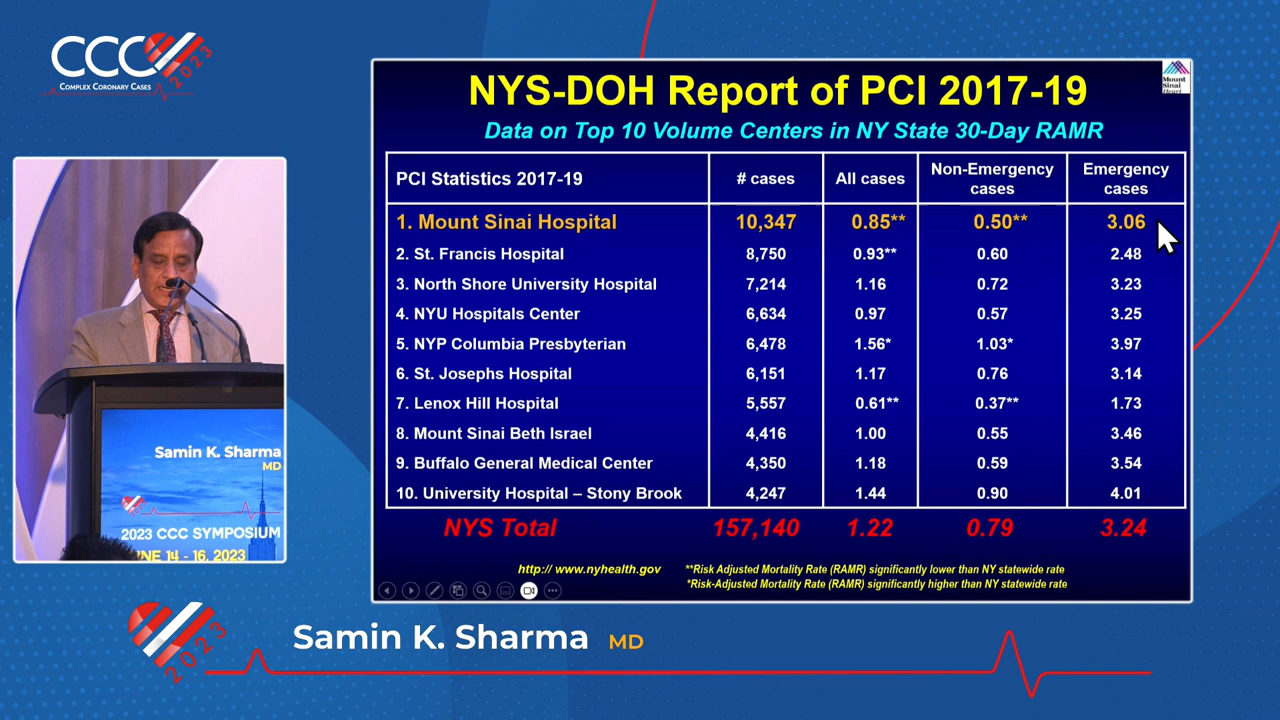 CCC 2023
COMPLEX CORONARY CASES
NYS-DOH Report of PCI 2017-19
Mount
Sinai
Heart
Data on Top 10 Volume Centers in NY State 30-Day RAMR
PCI Statistics 2017-19 # cases All cases Non-Emergency cases Emergency cases
1. Mount Sinai Hospital 10,347 0.85** 0.50** 3.06
2. St. Francis Hospital 8,750 0.93** 0.60 2.48
3. North Shore University Hospital 7,214 1.16 0.72 3.23
4. NYU Hospitals Center 6,634 0.97 0.57 3.25
5. NYP Columbia Presbyterian 6,478 1.56* 1.03* 3.97
6. St. Josephs Hospital 6,151 1.17 0.76 3.14
7. Lenox Hill Hospital 5,557 0.61** 0.37** 1.73
8. Mount Sinai Beth Israel 4,416 1.00 0.55 3.46
9. Buffalo General Medical Center 4,350 1.18 0.59 3.54
10. University Hospital – Stony Brook 4,247 1.44 0.90 4.01
NYS Total 157,140 1.22 0.79 3.24
http:// www.nyhealth.gov **Risk Adjusted Mortality Rate (RAMR) significantly lower than NY statewide rate
*Risk-Adjusted Mortality Rate (RAMR) significantly higher than NY statewide rate
Samin K. Sharma
MD
2023 CCC SYMPOSIUM
NE 14 - 16, 2023
2023
Samin K. Sharma MD